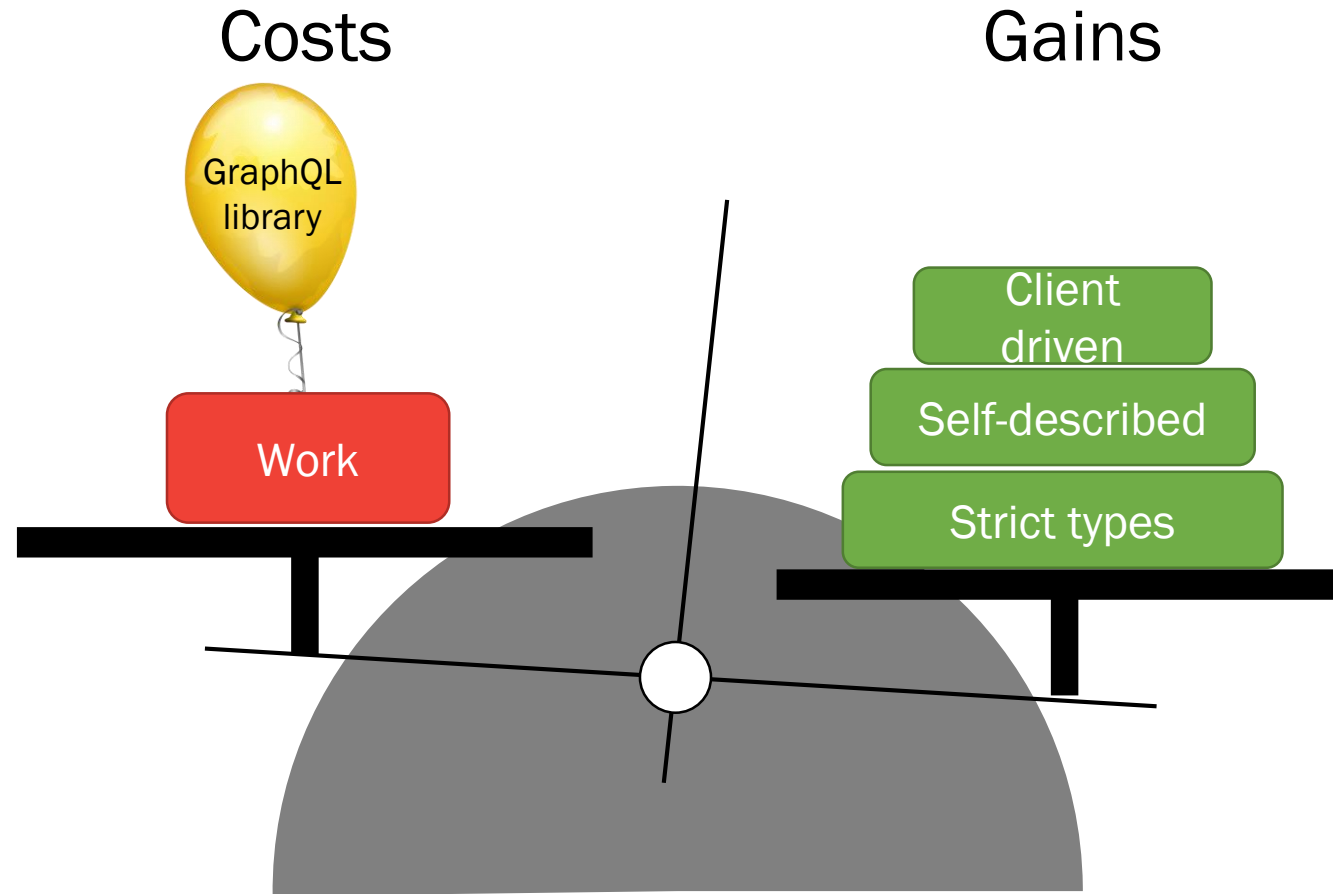 Costs
Gains
GraphQL
library
Work
Client
driven
Self-described
Strict types